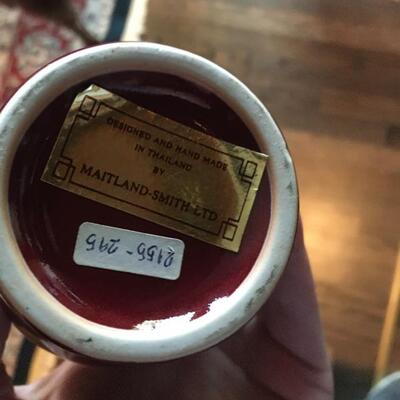 DESIGNED AND HAND MADE
IN THAILAND
BY
MAITLAND-SMITH LTD
2155-295